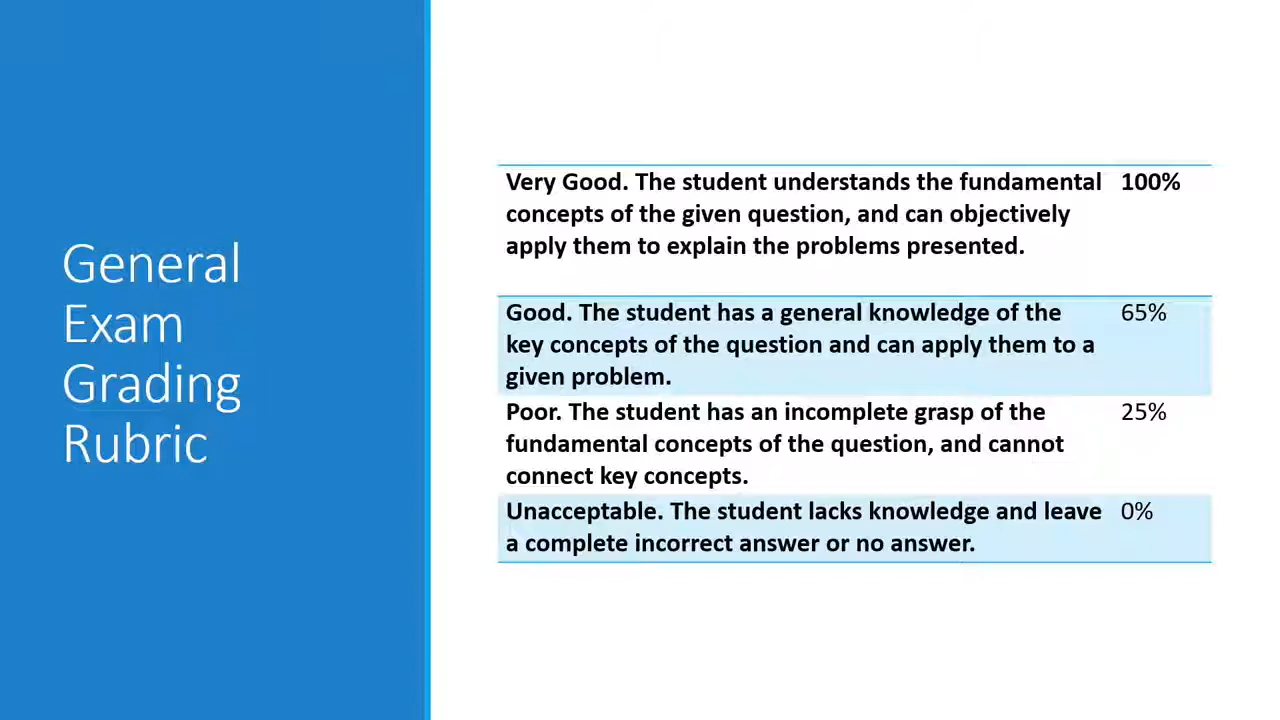 General
Exam
Grading
Rubric
Very Good. The student understands the fundamental 100%
concepts of the given question, and can objectively
apply them to explain the problems presented.
Good. The student has a general knowledge of the 65%
key concepts of the question and can apply them to a
given problem.
Poor. The student has an incomplete grasp of the 25%
fundamental concepts of the question, and cannot
connect key concepts.
Unacceptable. The student lacks knowledge and leave 0%
a complete incorrect answer or no answer.